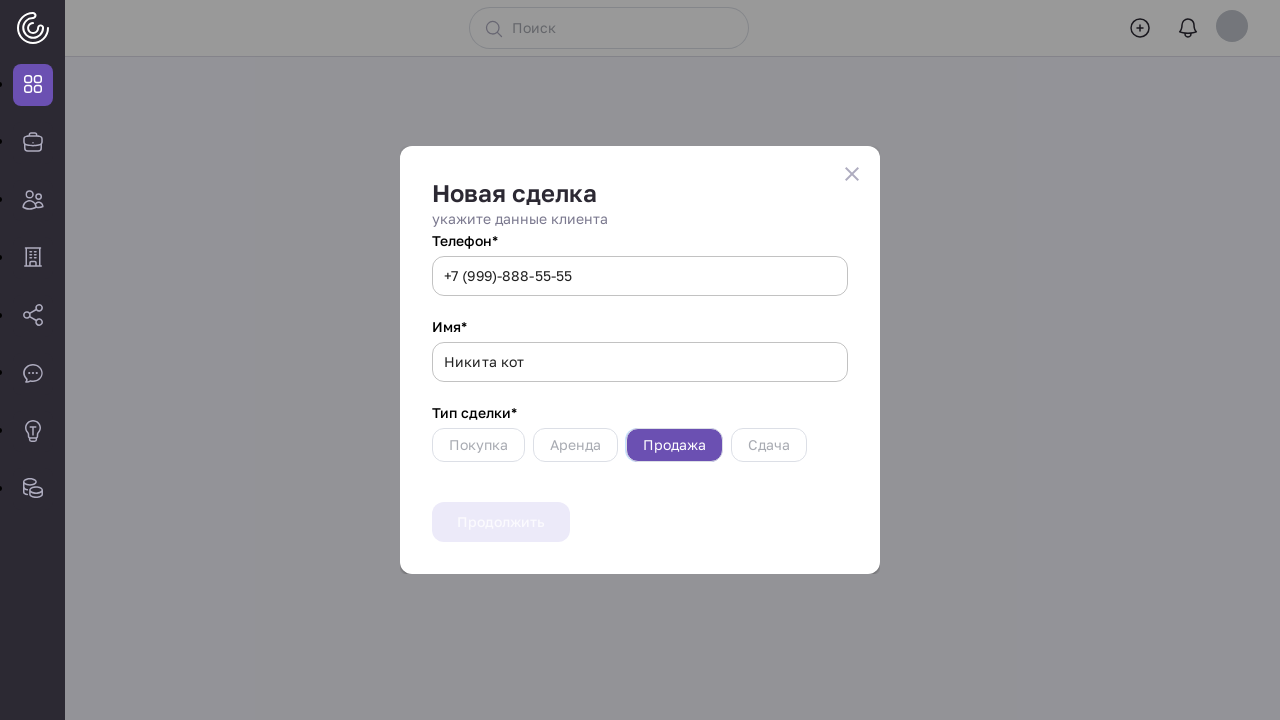 Поиск
Новая сделка
укажите данные клиента
Телефон*
+7 (999)-888-55-55
Имя*
Никита кот
Тип сделки*
Покупка Аренда Продажа Сдача
Продолжить